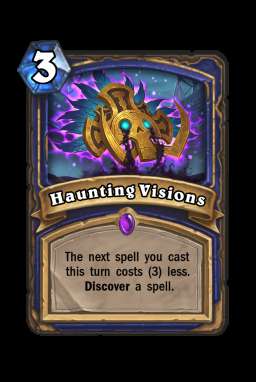 3
Haunting Visions
The next spell you cast
this turn costs (3) less.
Discover a spell.